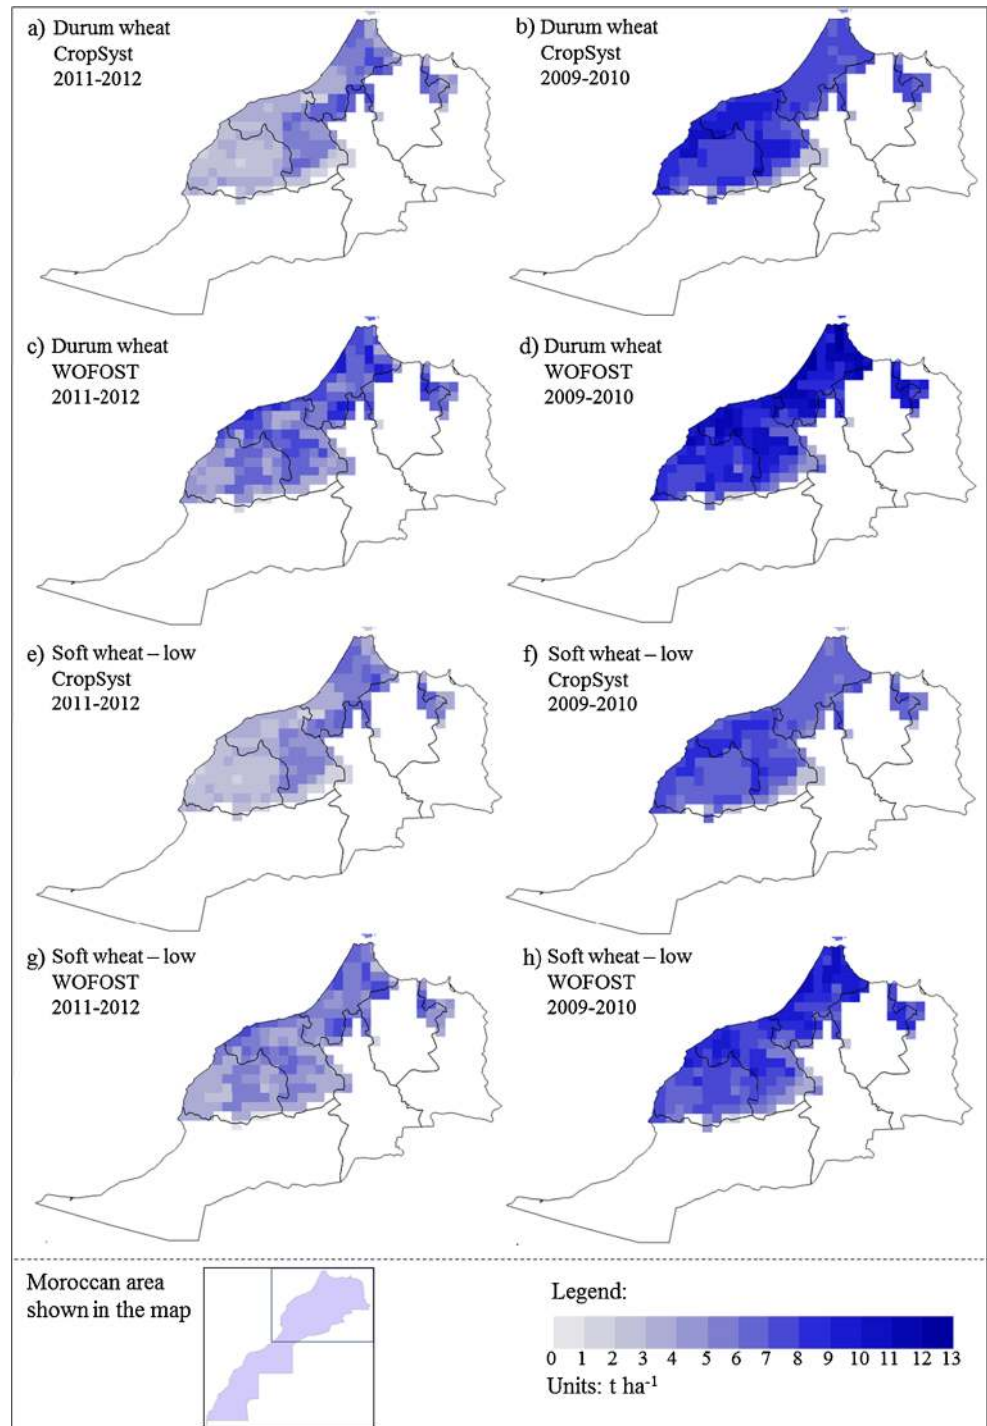 a) Durum wheat
CropSyst
2011-2012
b) Durum wheat
CropSyst
2009-2010
c) Durum wheat
WOFOST
2011-2012
d) Durum wheat
WOFOST
2009-2010
e) Soft wheat – low
CropSyst
2011-2012
f) Soft wheat – low
CropSyst
2009-2010
g) Soft wheat – low
WOFOST
2011-2012
h) Soft wheat – low
WOFOST
2009-2010
Moroccan area
shown in the map
Legend:
0 1 2 3 4 5 6 7 8 9 10 11 12 13
Units: t ha⁻¹